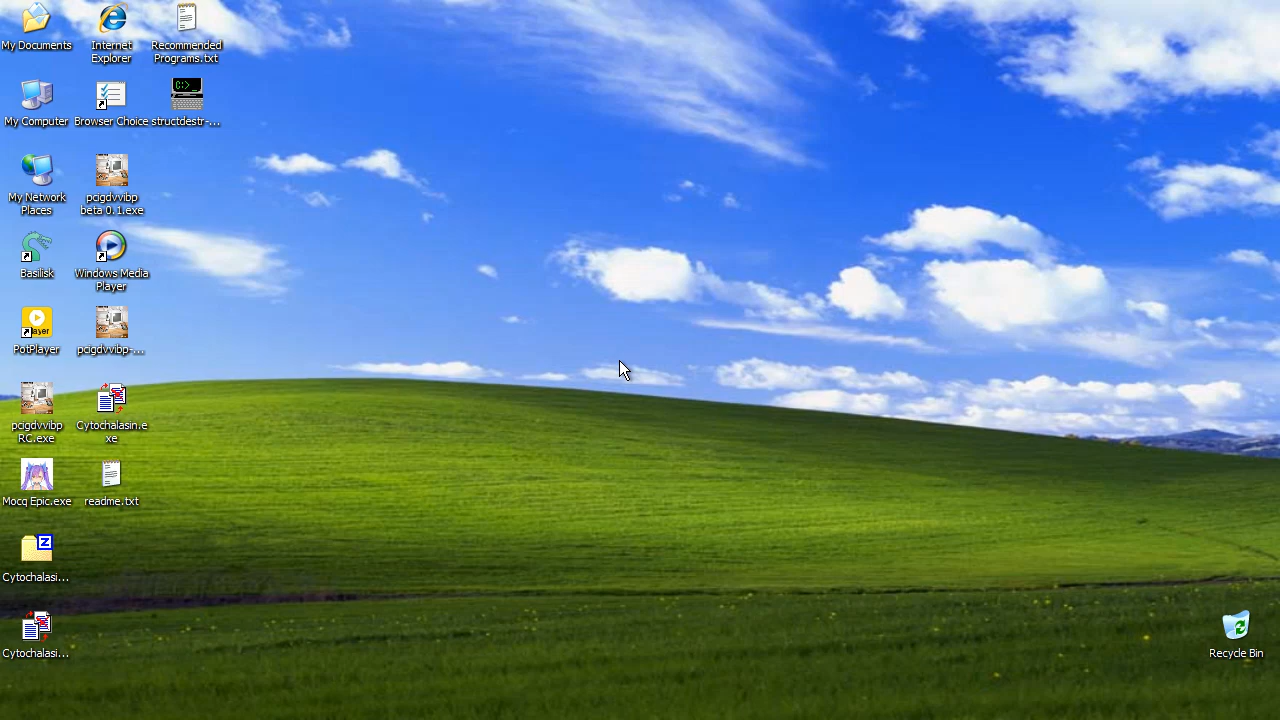 My Documents
Internet
Explorer
Recommended
Programs.txt
My Computer
Browser Choice
C:\>_
structdestr-...
My Network
Places
pcigdvvibp
beta 0.1.exe
Basilisk
Windows Media
Player
PotPlayer
pcigdvvibp-...
pcigdvvibp
RC.exe
Cytochalasin.e
xe
Mocq Epic.exe
readme.txt
Z
Cytochalasi...
Cytochalasi...
Recycle Bin